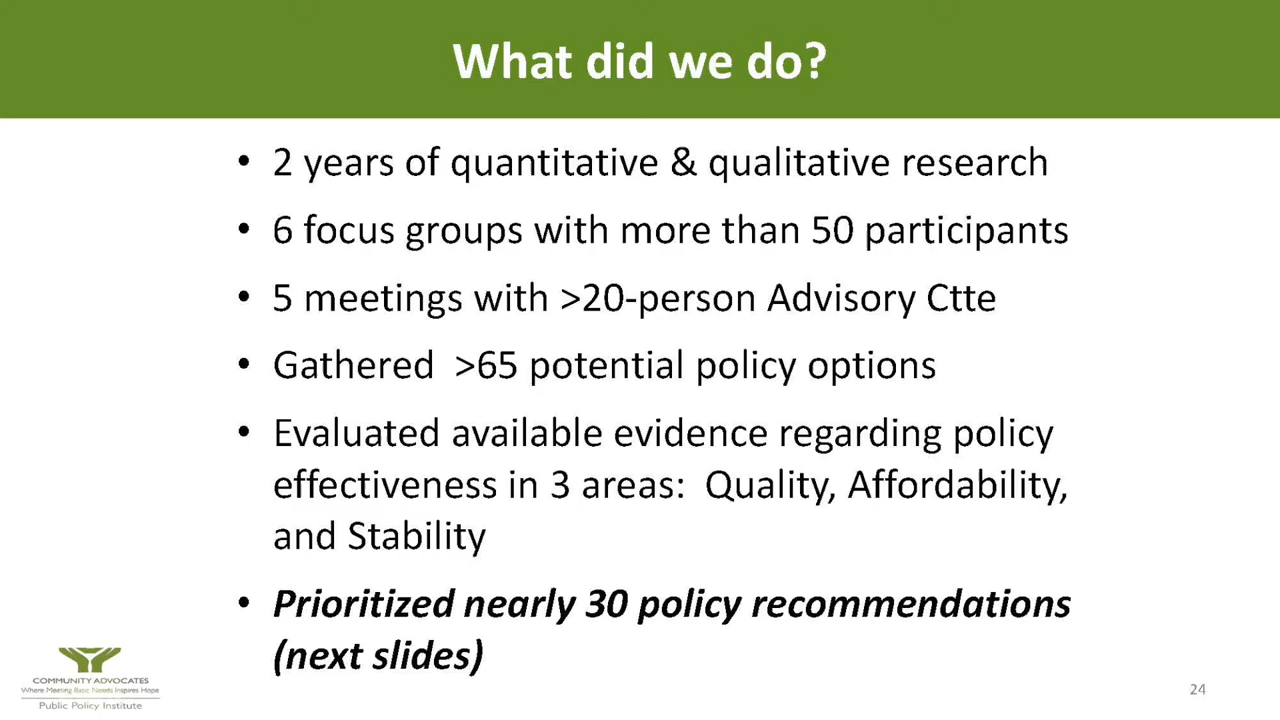 What did we do?
• 2 years of quantitative & qualitative research
• 6 focus groups with more than 50 participants
• 5 meetings with >20-person Advisory Ctte
• Gathered  >65 potential policy options
• Evaluated available evidence regarding policy
effectiveness in 3 areas:  Quality, Affordability,
and Stability
• Prioritized nearly 30 policy recommendations
(next slides)
COMMUNITY ADVOCATES
Where Meeting Basic Needs Inspires Hope
Public Policy Institute
24